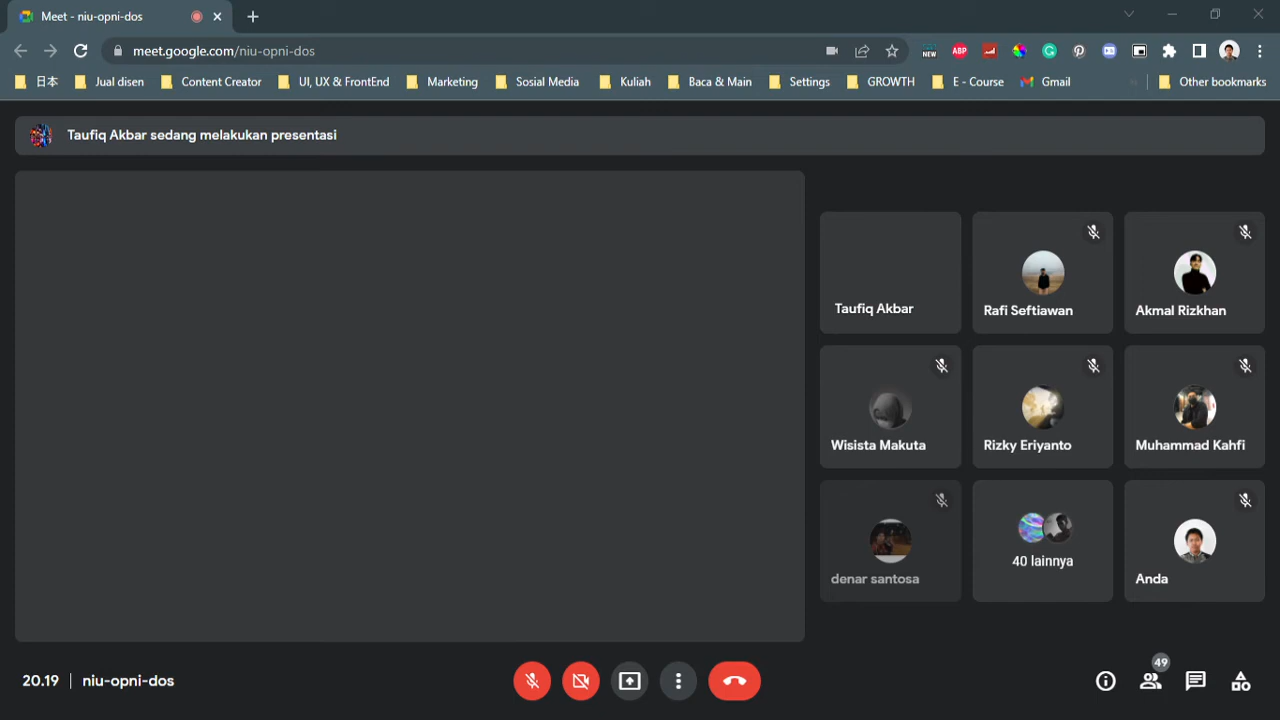 Meet - niu-opni-dos
meet.google.com/niu-opni-dos
NEW
ABP
日本
Jual disen
Content Creator
UI, UX & FrontEnd
Marketing
Sosial Media
Kuliah
Baca & Main
Settings
GROWTH
E - Course
Gmail
Other bookmarks
Taufiq Akbar sedang melakukan presentasi
Taufiq Akbar
Rafi Seftiawan
Akmal Rizkhan
Wisista Makuta
Rizky Eriyanto
Muhammad Kahfi
denar santosa
40 lainnya
Anda
20.19
niu-opni-dos
49